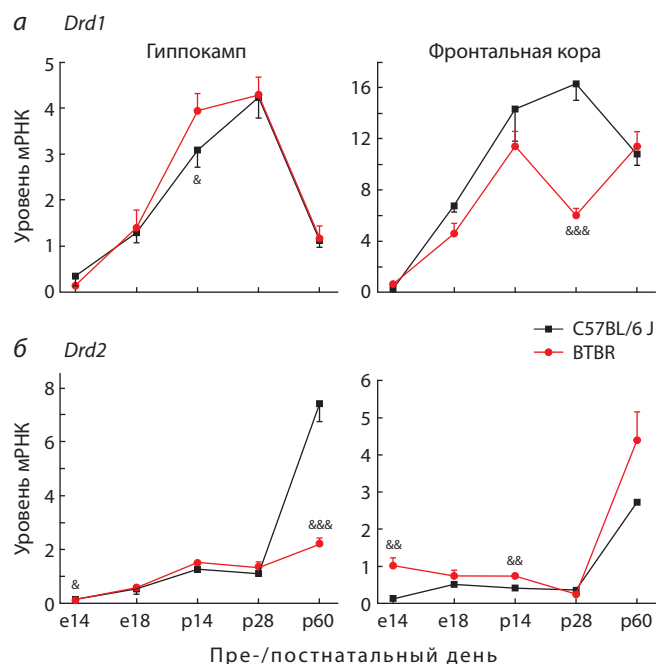 а Drd1
Гиппокамп
Фронтальная кора
Уровень мРНК
5
4
3
2
1
0
&
16
12
8
4
0
&&&
C57BL/6 J
BTBR
б Drd2
Уровень мРНК
8
6
4
2
0
&
&&&
e14 e18 p14 p28 p60
6
5
4
3
2
1
0
&&
&&
e14 e18 p14 p28 p60
Пре-/постнатальный день